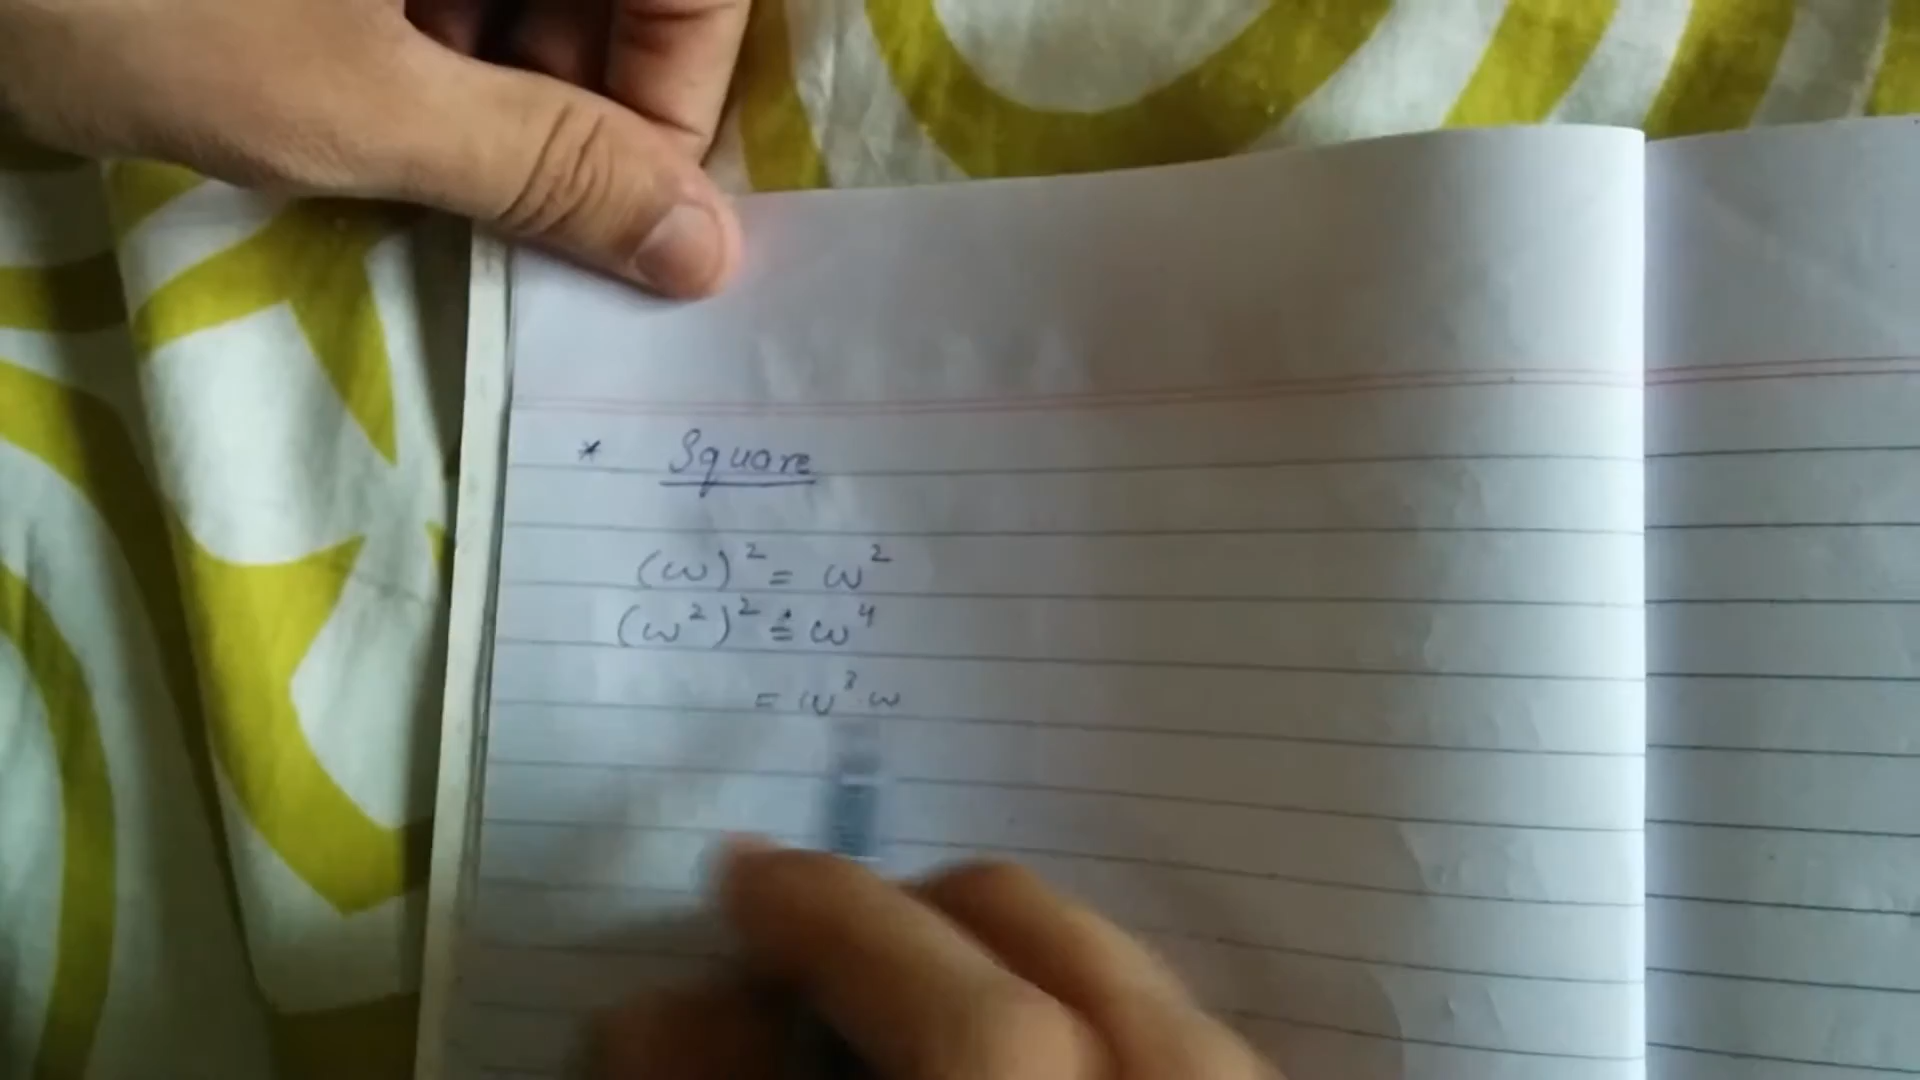 * Square
(ω)² = ω²
(ω²)² = ω⁴
= ω³.ω